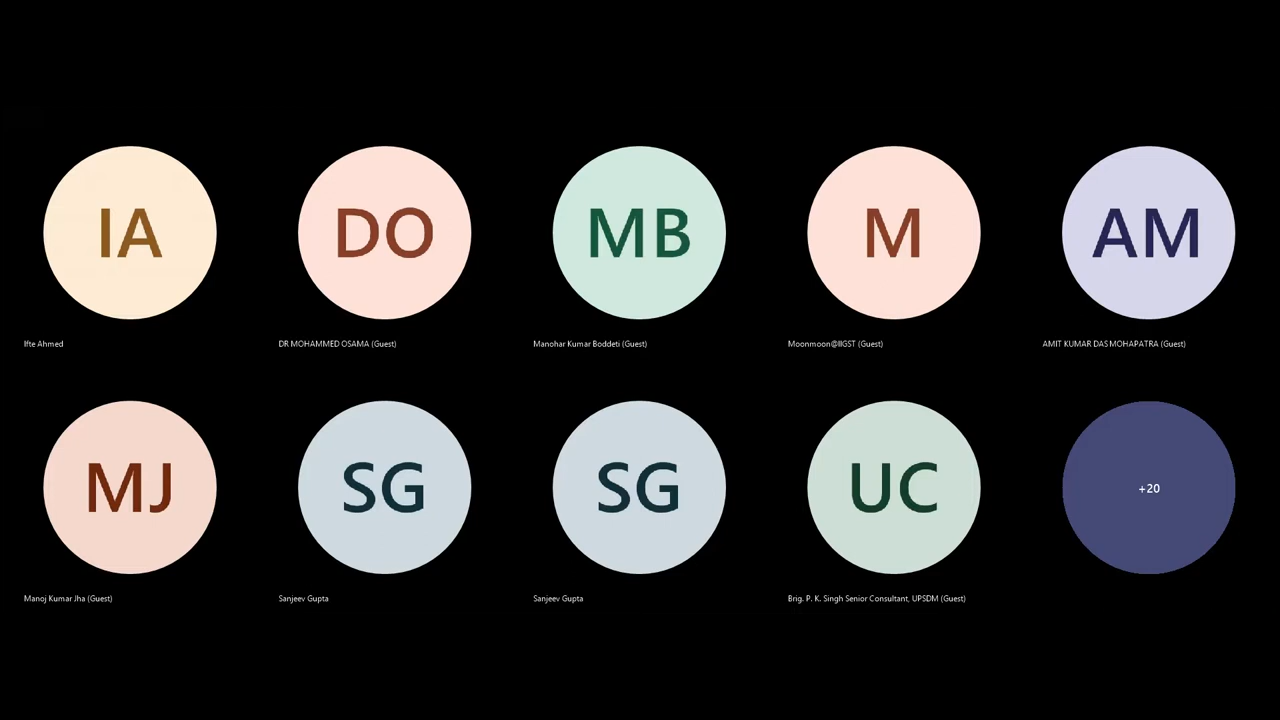 IA
DO
MB
M
AM
Ifte Ahmed
DR MOHAMMED OSAMA (Guest)
Manohar Kumar Boddeti (Guest)
Moonmoon@IIGST (Guest)
AMIT KUMAR DAS MOHAPATRA (Guest)
MJ
SG
SG
UC
+20
Manoj Kumar Jha (Guest)
Sanjeev Gupta
Sanjeev Gupta
Brig. P. K. Singh Senior Consultant, UPSDM (Guest)